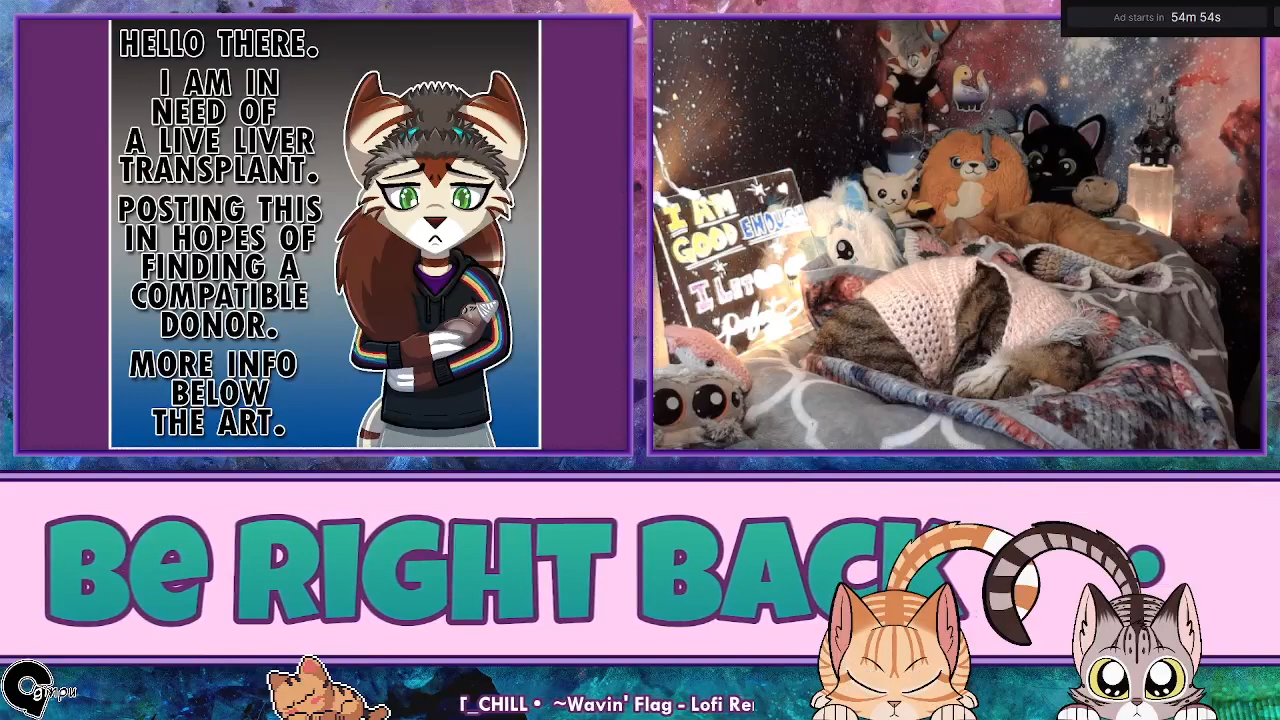 Ad starts in 54m 54s
HELLO THERE.
I AM IN
NEED OF
A LIVE LIVER
TRANSPLANT.
POSTING THIS
IN HOPES OF
FINDING A
COMPATIBLE
DONOR.
MORE INFO
BELOW
THE ART.
I AM
GOOD ENOUGH
BE RIGHT BACK
T_CHILL • ~Wavin' Flag - Lofi Re